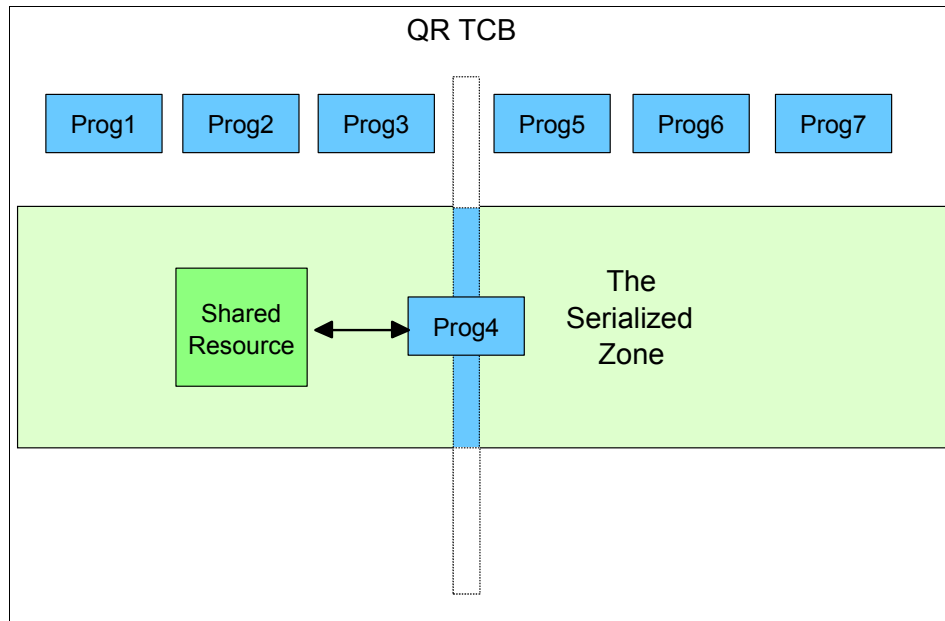 QR TCB
Prog1
Prog2
Prog3
Prog5
Prog6
Prog7
Shared
Resource
Prog4
The
Serialized
Zone